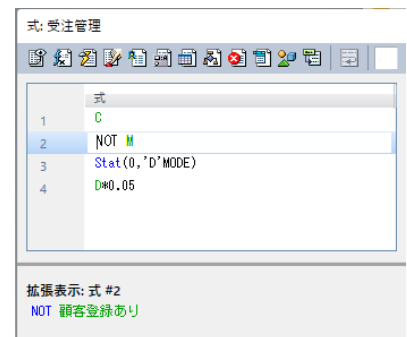 式: 受注管理
式
1 C
2 NOT M
3 Stat(0,'D'MODE)
4 D*0.05
拡張表示: 式 #2
NOT 顧客登録あり